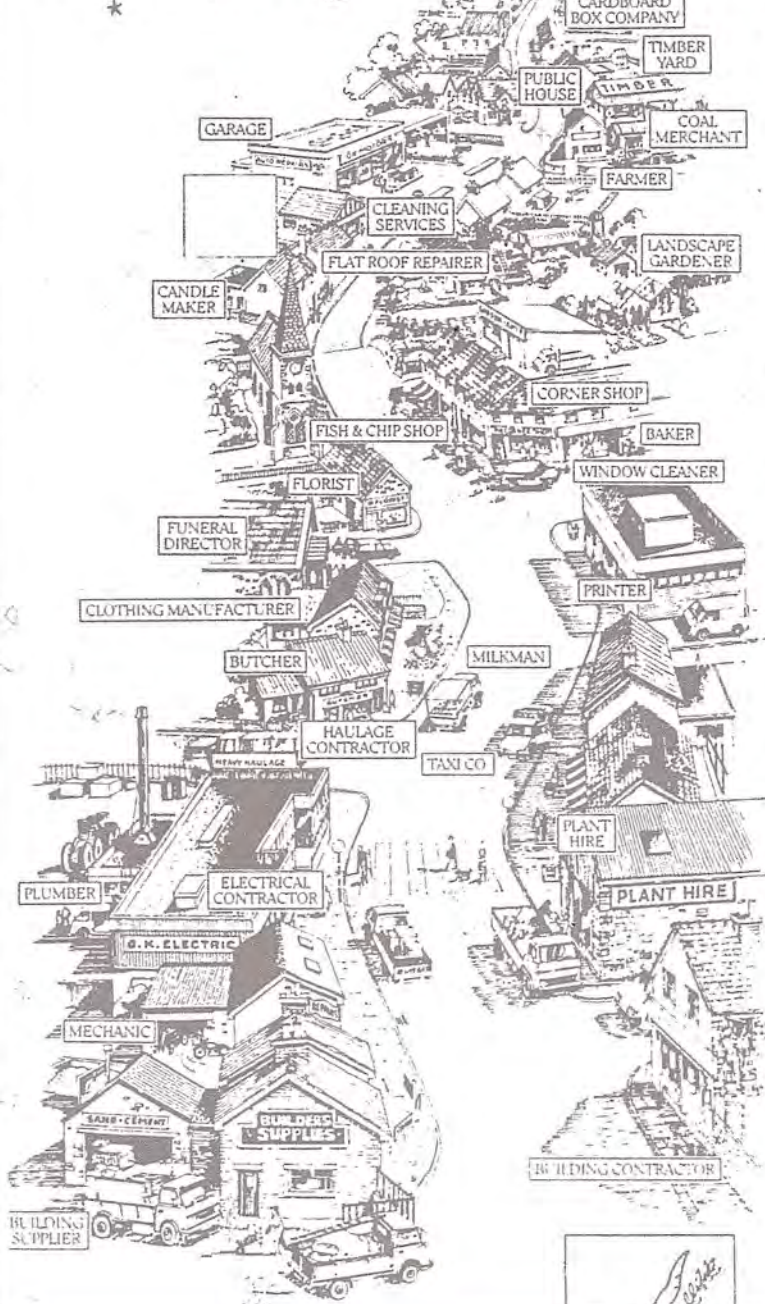 *
CARDBOARD
BOX COMPANY
TIMBER
YARD
PUBLIC
HOUSE
TIMBER
COAL
MERCHANT
GARAGE
AUTO REPAIRS
FARMER
CLEANING
SERVICES
FLAT ROOF REPAIRER
LANDSCAPE
GARDENER
CANDLE
MAKER
CORNER SHOP
FISH & CHIP SHOP
BAKER
WINDOW CLEANER
FLORIST
FUNERAL
DIRECTOR
PRINTER
CLOTHING MANUFACTURER
BUTCHER
MILKMAN
HAULAGE
CONTRACTOR
HEAVY HAULAGE
TAXI CO
PLANT
HIRE
PLUMBER
ELECTRICAL
CONTRACTOR
PLANT HIRE
G.K. ELECTRIC
MECHANIC
SAND • CEMENT
BUILDERS
SUPPLIES
BUILDING CONTRACTOR
BUILDING
SUPPLIER